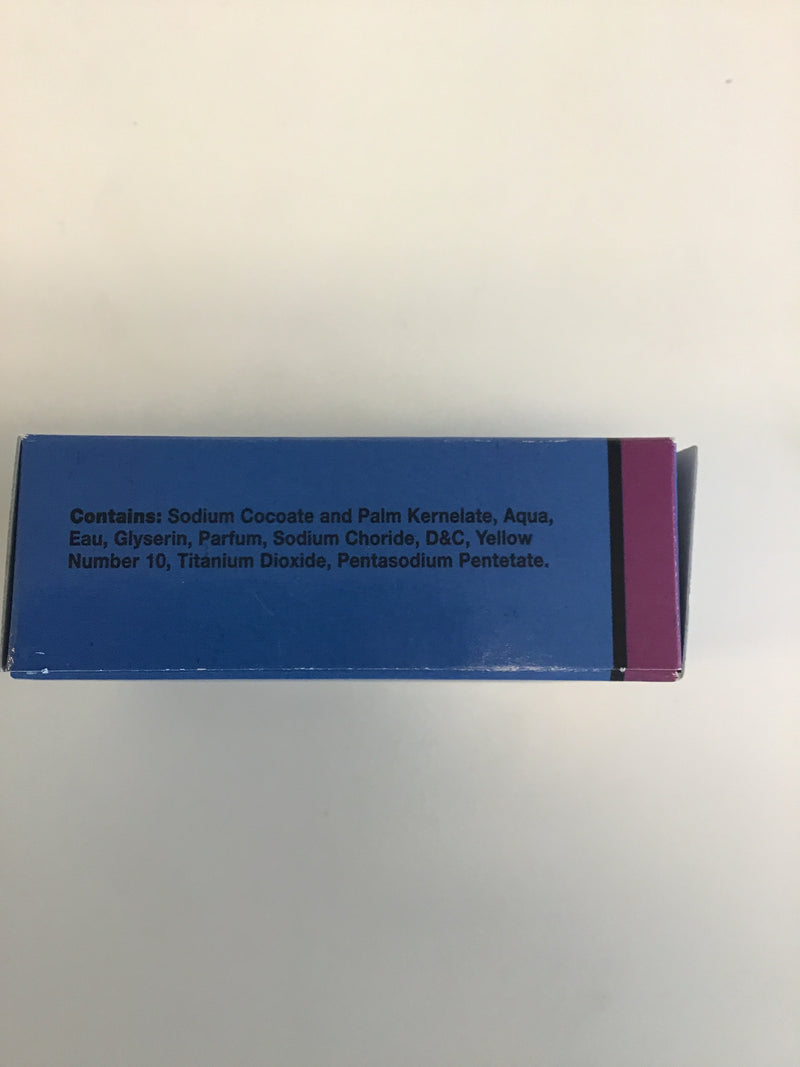 Contains: Sodium Cocoate and Palm Kernelate, Aqua,
Eau, Glyserin, Parfum, Sodium Choride, D&C, Yellow
Number 10, Titanium Dioxide, Pentasodium Pentetate.